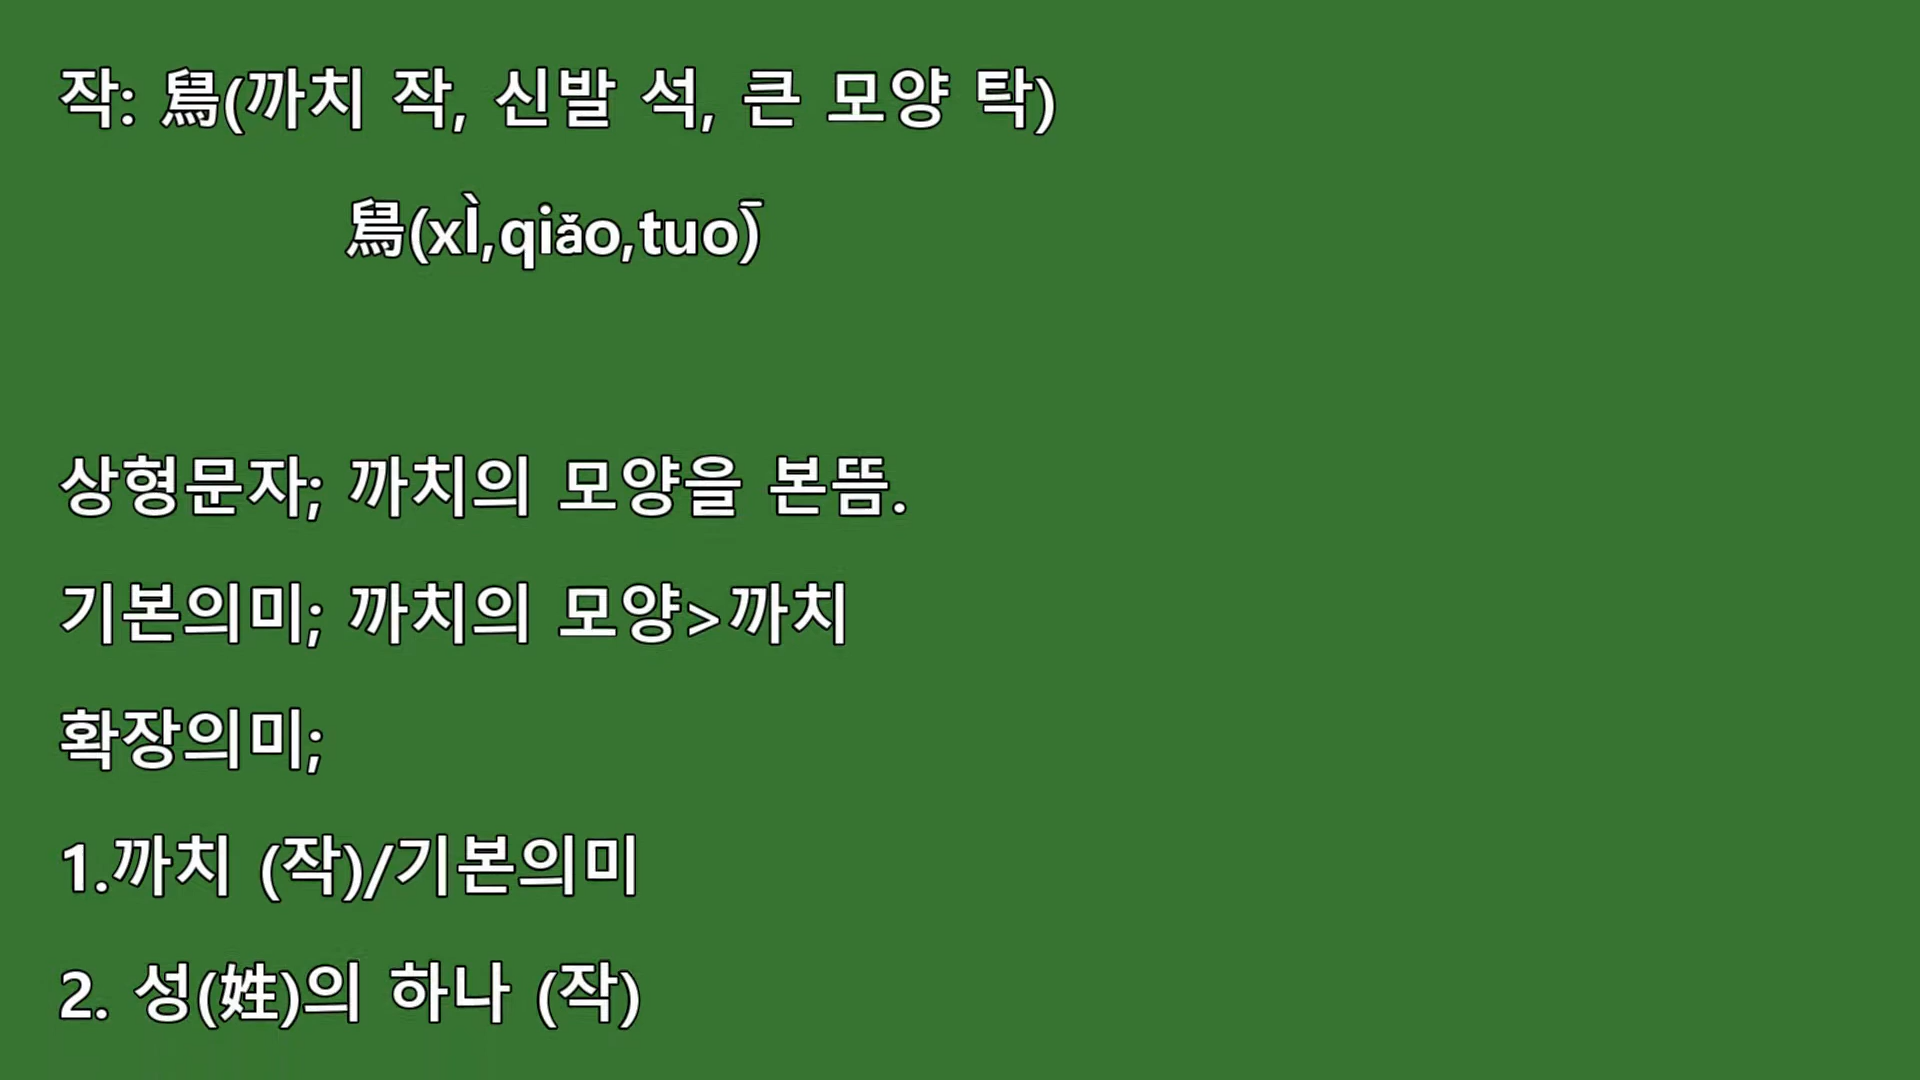 작: 舃(까치 작, 신발 석, 큰 모양 탁)
舃(xÌ,qiǎo,tuo)̄
상형문자; 까치의 모양을 본뜸.
기본의미; 까치의 모양>까치
확장의미;
1.까치 (작)/기본의미
2. 성(姓)의 하나 (작)